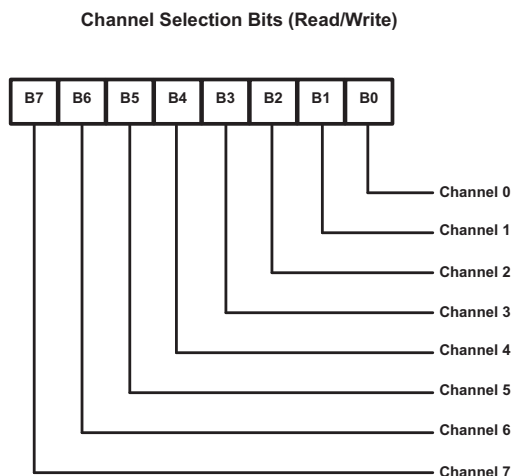 Channel Selection Bits (Read/Write)
B7 B6 B5 B4 B3 B2 B1 B0
Channel 0
Channel 1
Channel 2
Channel 3
Channel 4
Channel 5
Channel 6
Channel 7